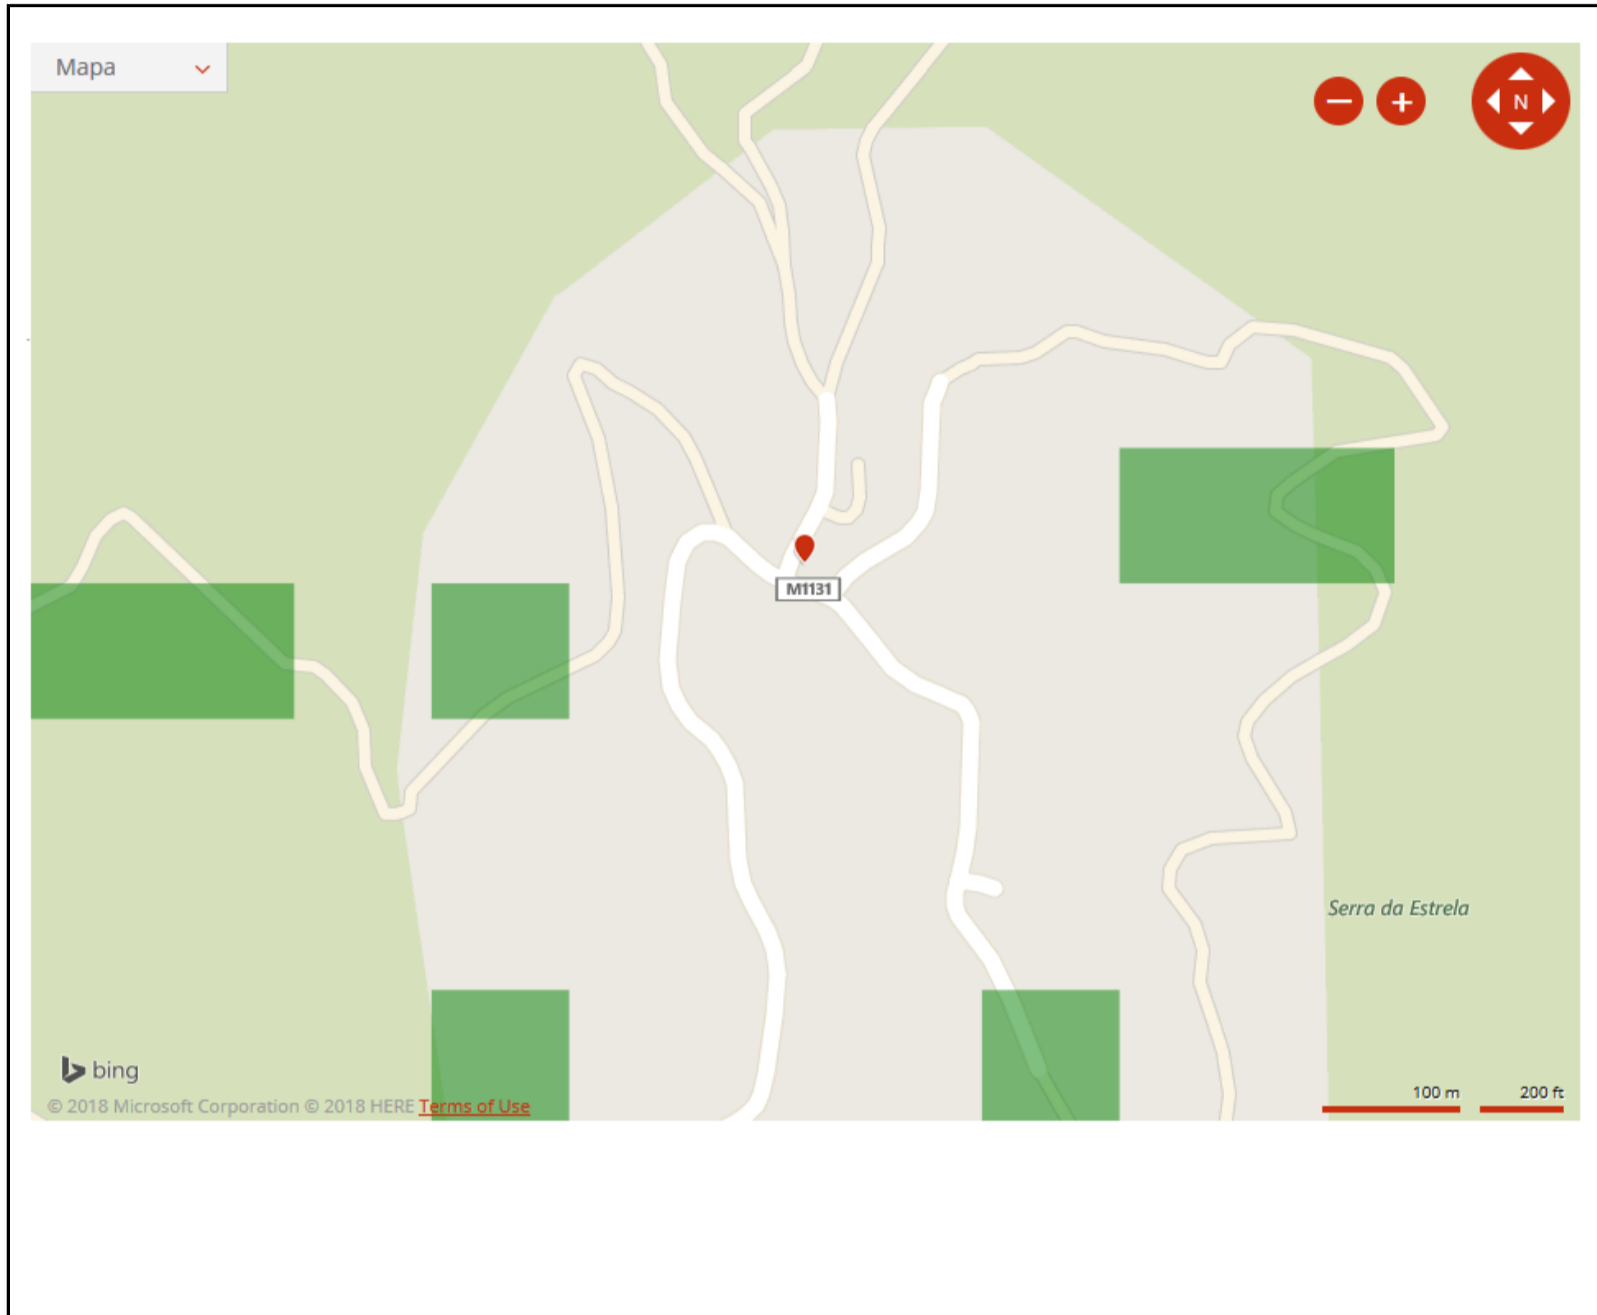 Mapa
− + N
M1131
Serra da Estrela
bing
100 m 200 ft
© 2018 Microsoft Corporation © 2018 HERE Terms of Use